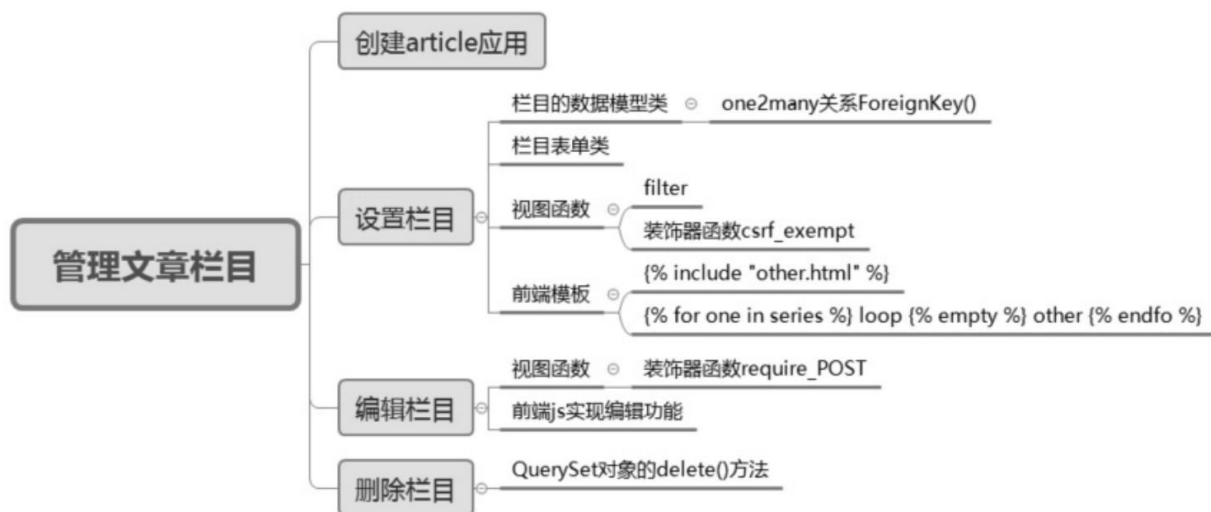 管理文章栏目
创建article应用
设置栏目
栏目的数据模型类
one2many关系ForeignKey()
栏目表单类
视图函数
filter
装饰器函数csrf_exempt
前端模板
{% include "other.html" %}
{% for one in series %} loop {% empty %} other {% endfo %}
编辑栏目
视图函数
装饰器函数require_POST
前端js实现编辑功能
删除栏目
QuerySet对象的delete()方法